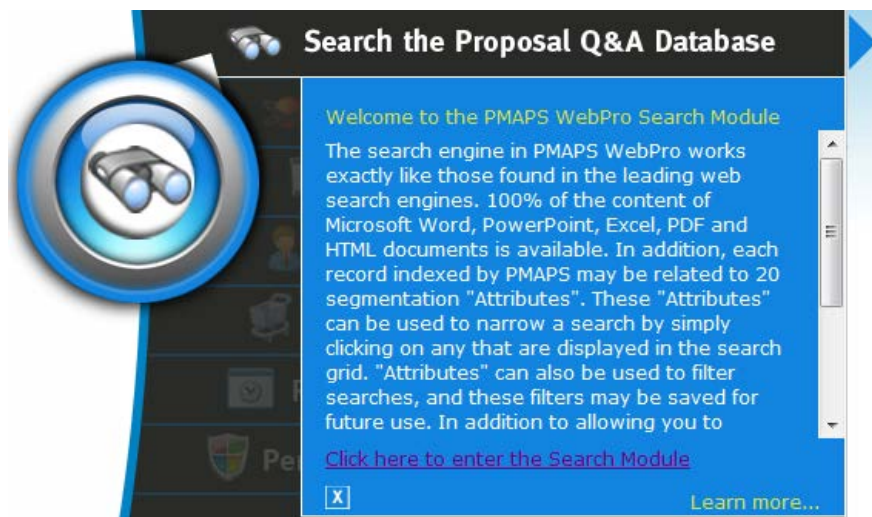 Search the Proposal Q&A Database
Welcome to the PMAPS WebPro Search Module
The search engine in PMAPS WebPro works
exactly like those found in the leading web
search engines. 100% of the content of
Microsoft Word, PowerPoint, Excel, PDF and
HTML documents is available. In addition, each
record indexed by PMAPS may be related to 20
segmentation "Attributes". These "Attributes"
can be used to narrow a search by simply
clicking on any that are displayed in the search
grid. "Attributes" can also be used to filter
searches, and these filters may be saved for
future use. In addition to allowing you to
Click here to enter the Search Module
X
Learn more...